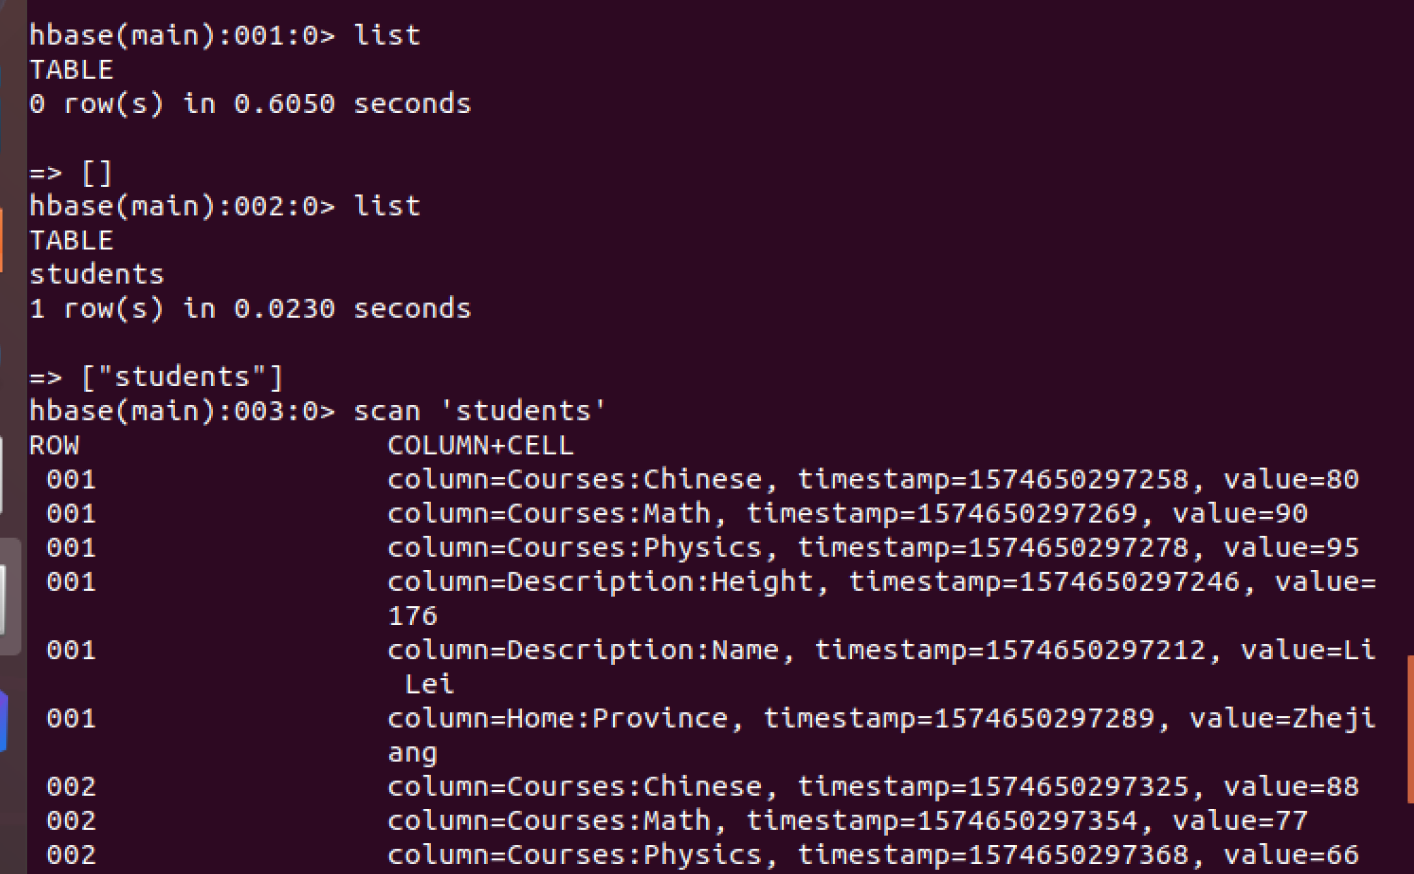 hbase(main):001:0> list
TABLE
0 row(s) in 0.6050 seconds
=> []
hbase(main):002:0> list
TABLE
students
1 row(s) in 0.0230 seconds
=> ["students"]
hbase(main):003:0> scan 'students'
ROW COLUMN+CELL
001 column=Courses:Chinese, timestamp=1574650297258, value=80
001 column=Courses:Math, timestamp=1574650297269, value=90
001 column=Courses:Physics, timestamp=1574650297278, value=95
001 column=Description:Height, timestamp=1574650297246, value=
176
001 column=Description:Name, timestamp=1574650297212, value=Li
Lei
001 column=Home:Province, timestamp=1574650297289, value=Zheji
ang
002 column=Courses:Chinese, timestamp=1574650297325, value=88
002 column=Courses:Math, timestamp=1574650297354, value=77
002 column=Courses:Physics, timestamp=1574650297368, value=66